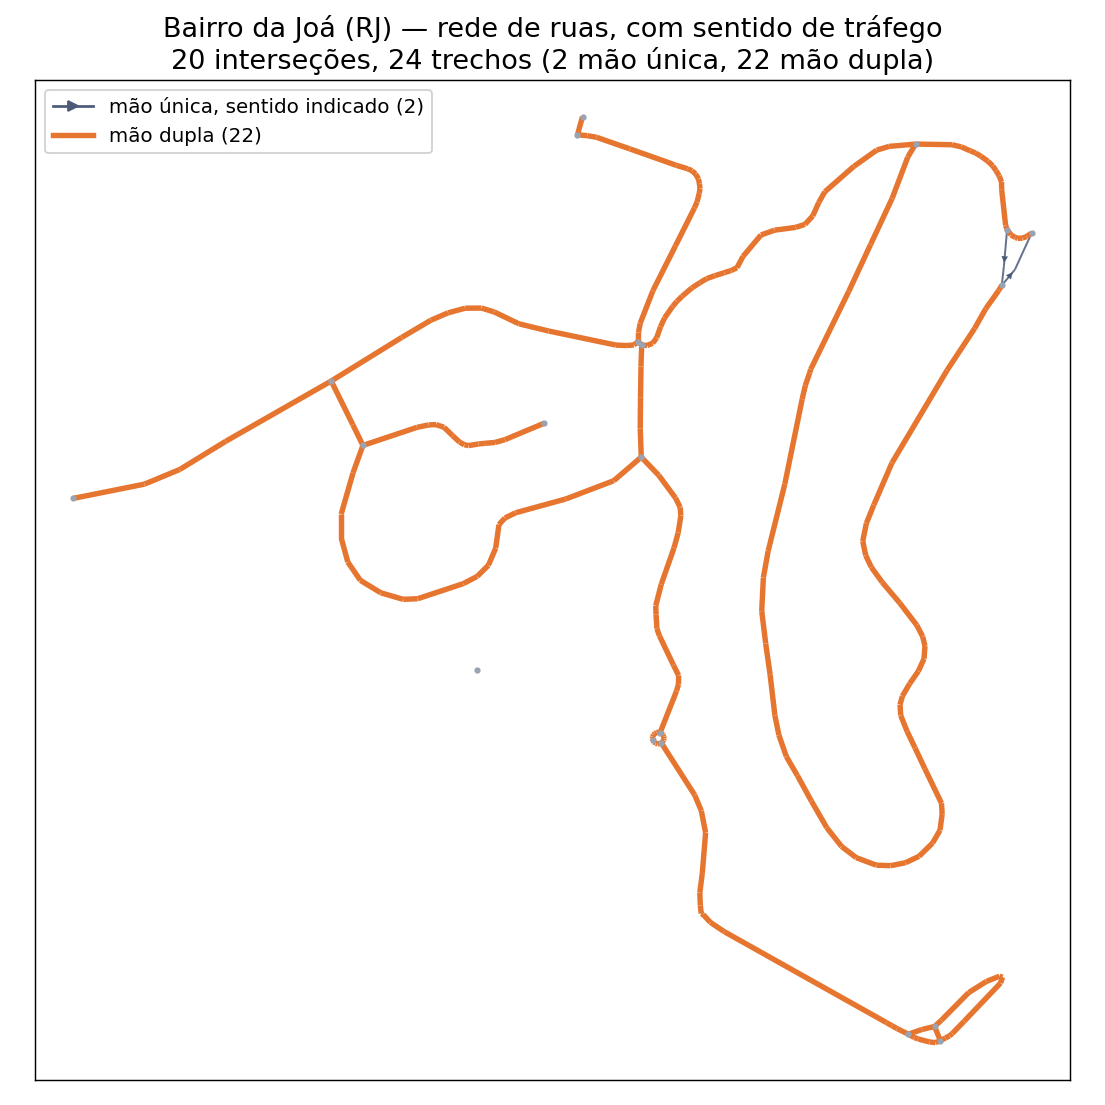 Bairro da Joá (RJ) — rede de ruas, com sentido de tráfego
20 interseções, 24 trechos (2 mão única, 22 mão dupla)
mão única, sentido indicado (2)
mão dupla (22)